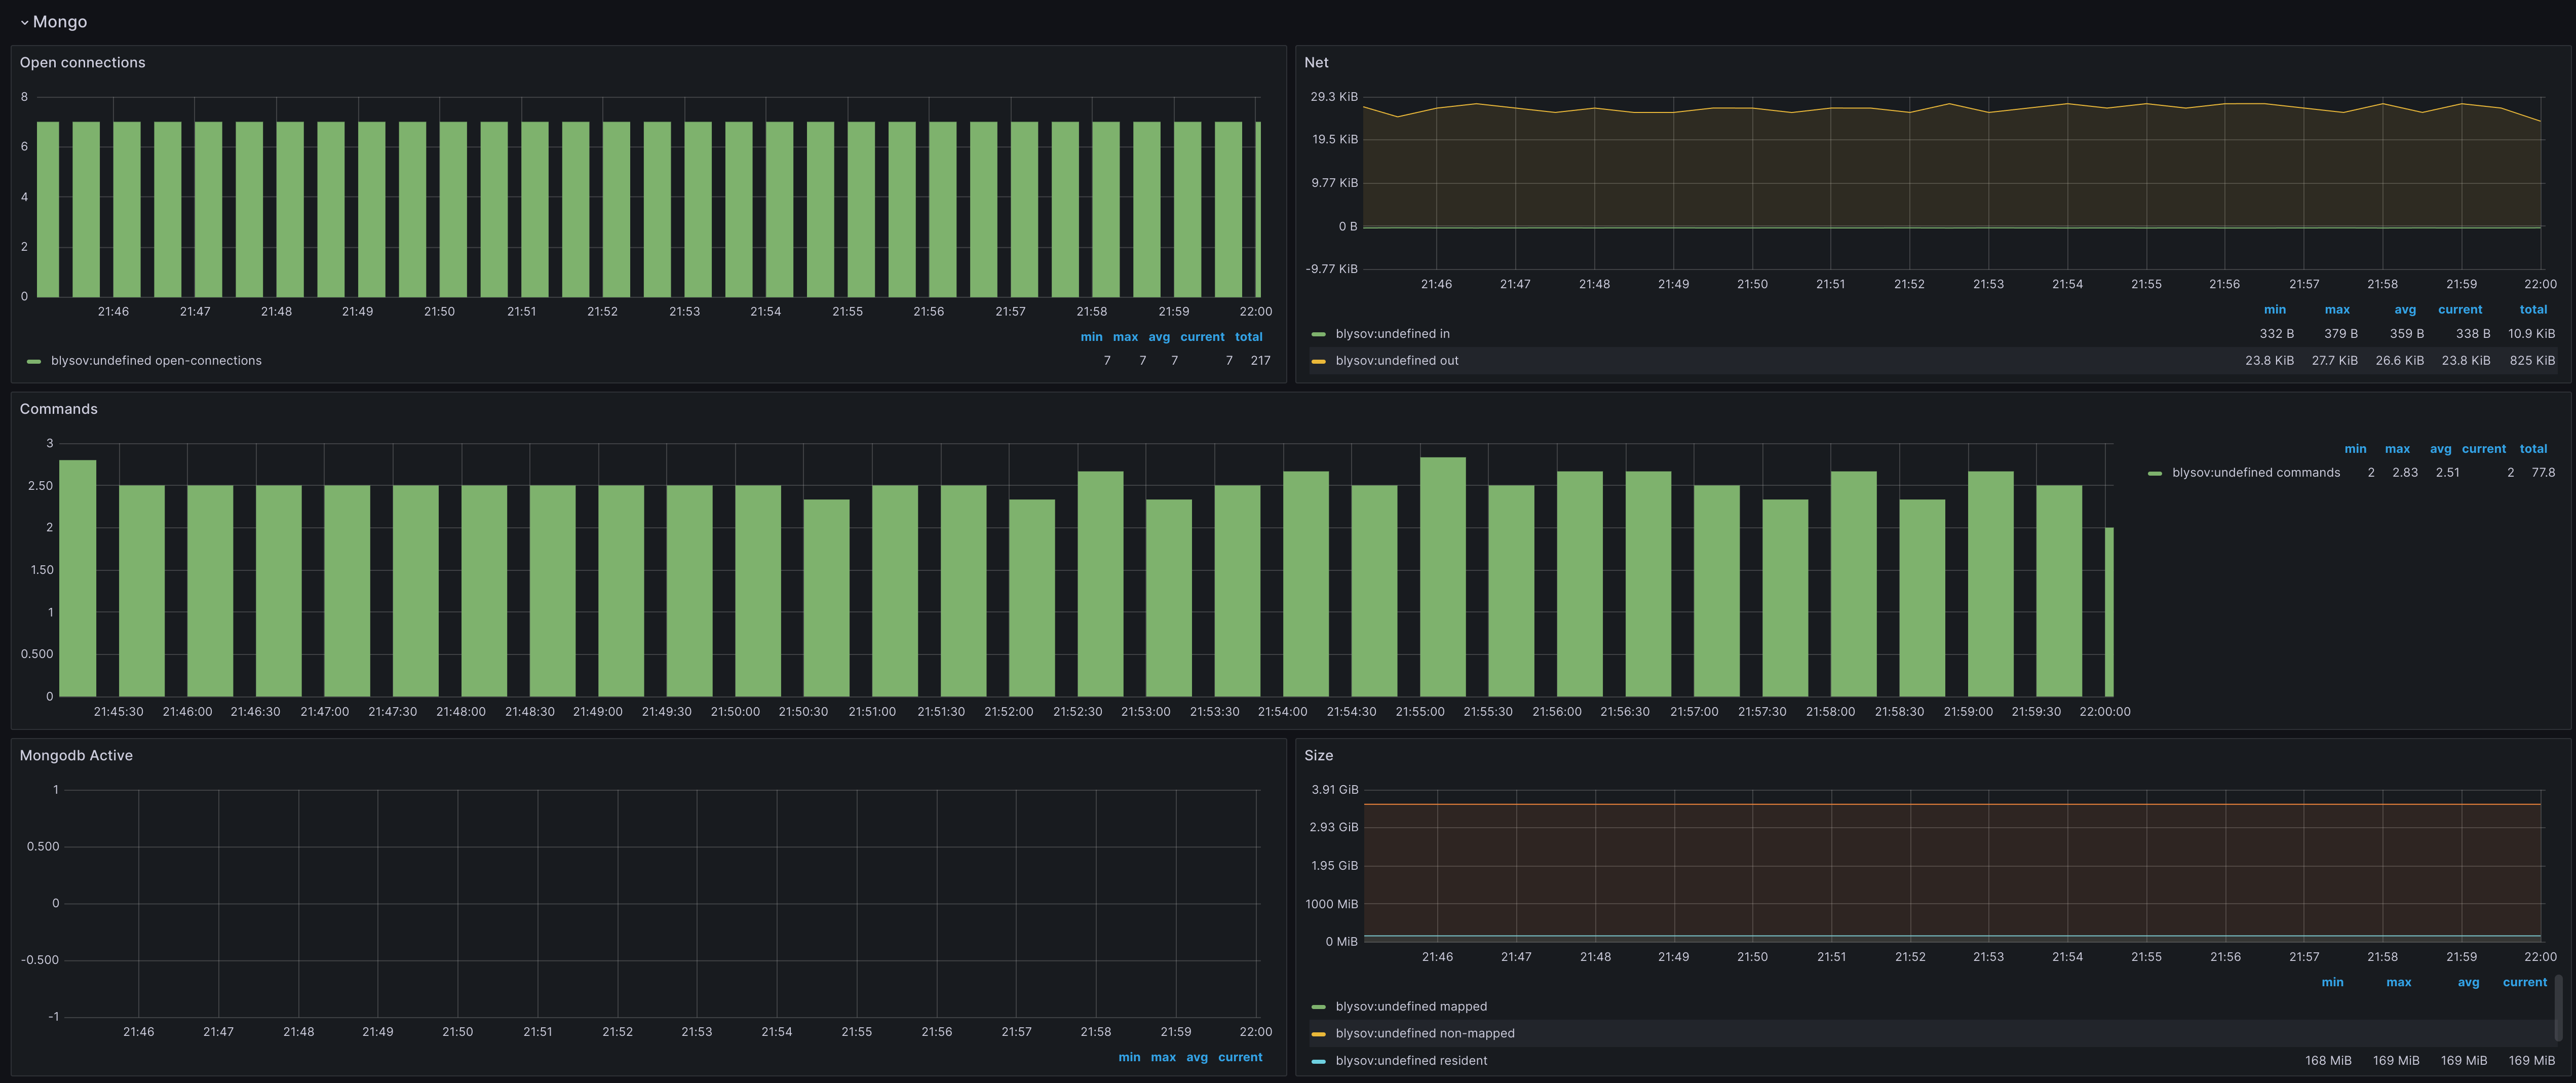 Mongo
Open connections
8
6
4
2
0
21:46 21:47 21:48 21:49 21:50 21:51 21:52 21:53 21:54 21:55 21:56 21:57 21:58 21:59 22:00
min max avg current total
blysov:undefined open-connections 7 7 7 7 217
Net
29.3 KiB
19.5 KiB
9.77 KiB
0 B
-9.77 KiB
21:46 21:47 21:48 21:49 21:50 21:51 21:52 21:53 21:54 21:55 21:56 21:57 21:58 21:59 22:00
min max avg current total
blysov:undefined in 332 B 379 B 359 B 338 B 10.9 KiB
blysov:undefined out 23.8 KiB 27.7 KiB 26.6 KiB 23.8 KiB 825 KiB
Commands
3
2.50
2
1.50
1
0.500
0
21:45:30 21:46:00 21:46:30 21:47:00 21:47:30 21:48:00 21:48:30 21:49:00 21:49:30 21:50:00 21:50:30 21:51:00 21:51:30 21:52:00 21:52:30 21:53:00 21:53:30 21:54:00 21:54:30 21:55:00 21:55:30 21:56:00 21:56:30 21:57:00 21:57:30 21:58:00 21:58:30 21:59:00 21:59:30 22:00:00
min max avg current total
blysov:undefined commands 2 2.83 2.51 2 77.8
Mongodb Active
1
0.500
0
-0.500
-1
21:46 21:47 21:48 21:49 21:50 21:51 21:52 21:53 21:54 21:55 21:56 21:57 21:58 21:59 22:00
min max avg current
Size
3.91 GiB
2.93 GiB
1.95 GiB
1000 MiB
0 MiB
21:46 21:47 21:48 21:49 21:50 21:51 21:52 21:53 21:54 21:55 21:56 21:57 21:58 21:59 22:00
min max avg current
blysov:undefined mapped
blysov:undefined non-mapped
blysov:undefined resident 168 MiB 169 MiB 169 MiB 169 MiB